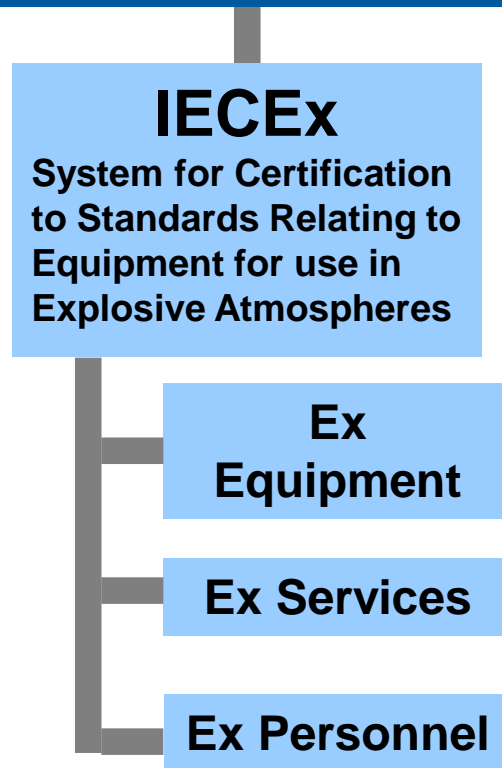 IECEx
System for Certification
to Standards Relating to
Equipment for use in
Explosive Atmospheres
Ex
Equipment
Ex Services
Ex Personnel